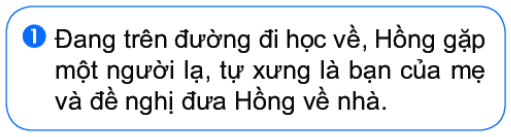 1 Đang trên đường đi học về, Hồng gặp
một người lạ, tự xưng là bạn của mẹ
và đề nghị đưa Hồng về nhà.